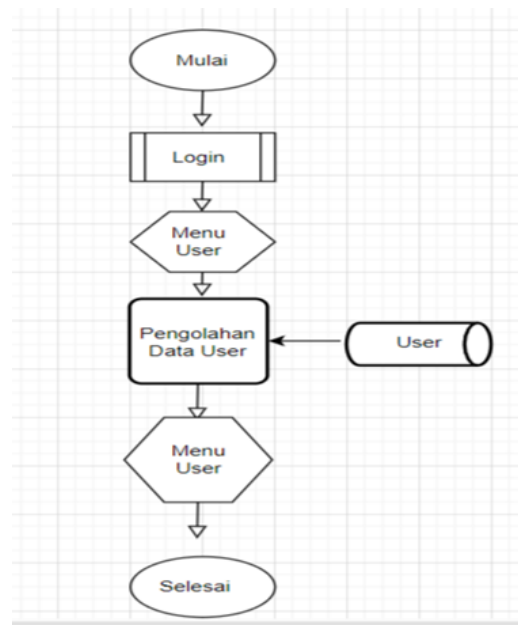 Mulai
Login
Menu
User
Pengolahan
Data User
User
Menu
User
Selesai